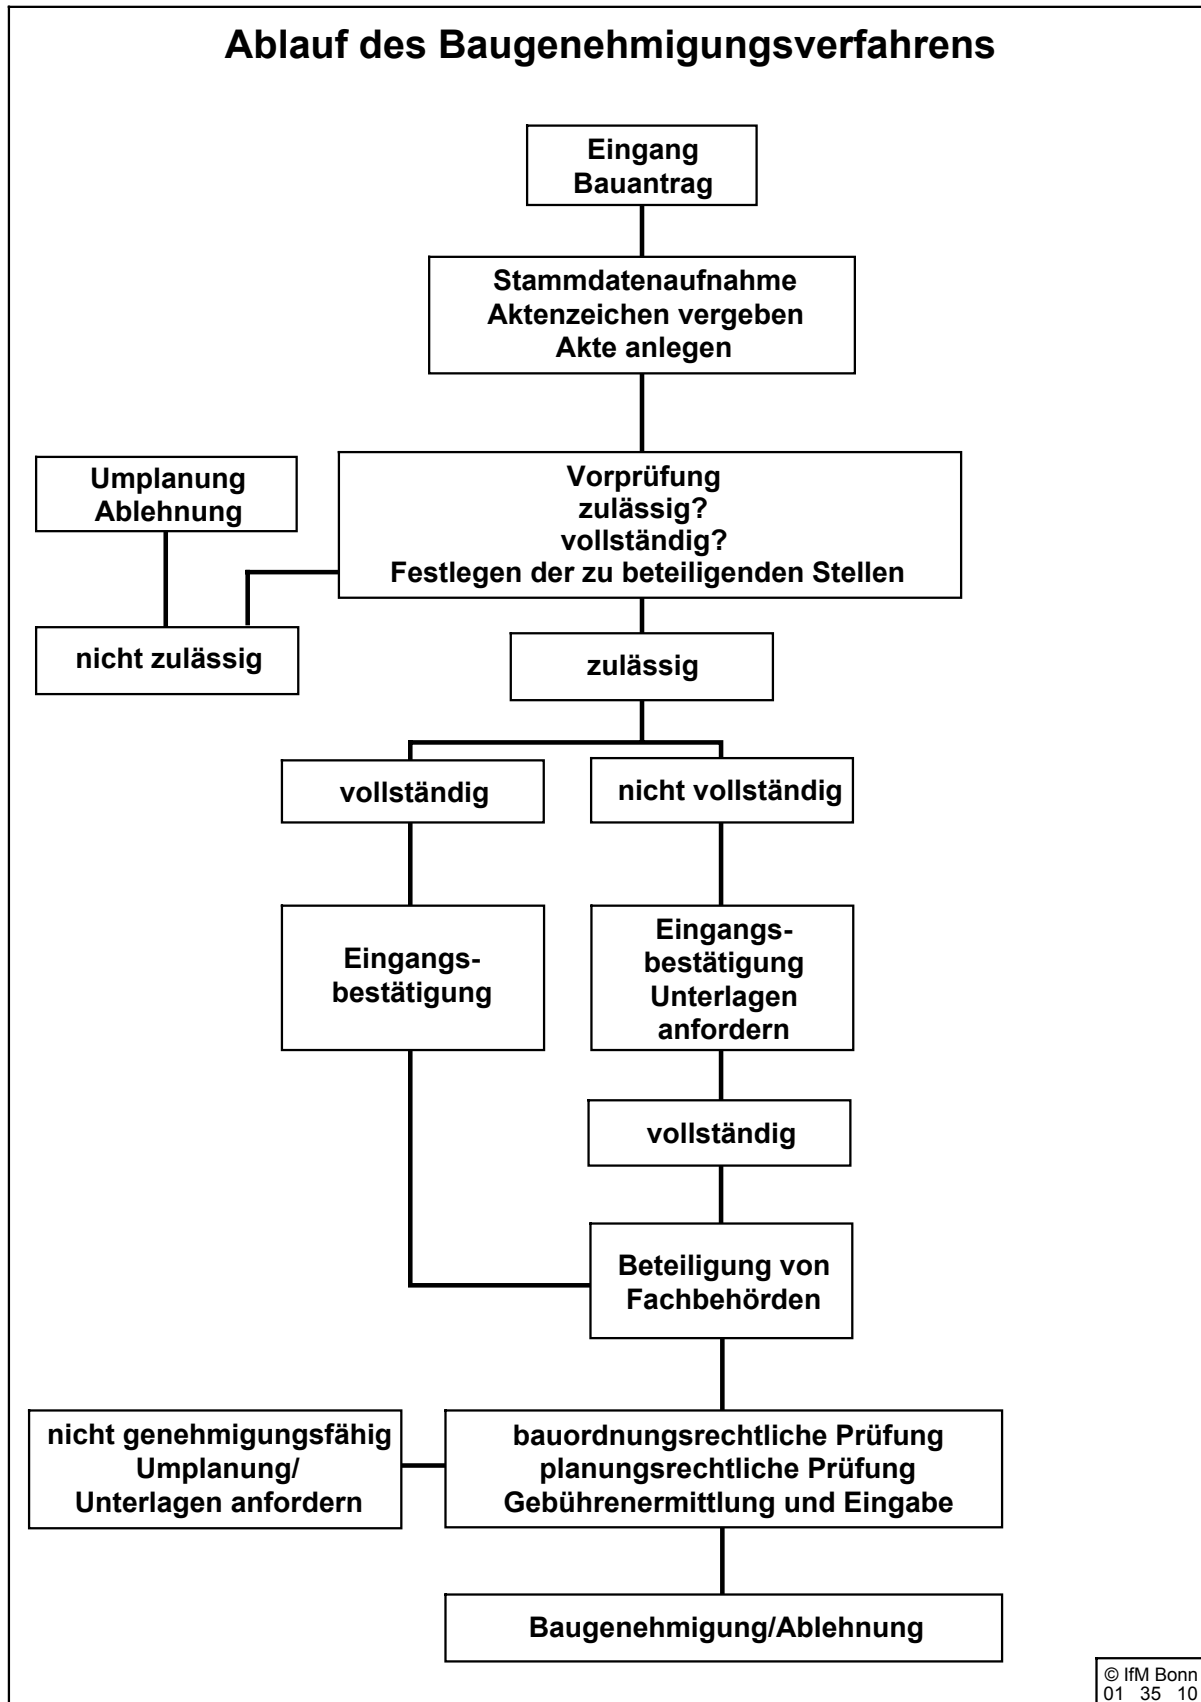 Ablauf des Baugenehmigungsverfahrens
Eingang
Bauantrag
Stammdatenaufnahme
Aktenzeichen vergeben
Akte anlegen
Umplanung
Ablehnung
Vorprüfung
zulässig?
vollständig?
Festlegen der zu beteiligenden Stellen
nicht zulässig
zulässig
vollständig
nicht vollständig
Eingangs-
bestätigung
Eingangs-
bestätigung
Unterlagen
anfordern
vollständig
Beteiligung von
Fachbehörden
nicht genehmigungsfähig
Umplanung/
Unterlagen anfordern
bauordnungsrechtliche Prüfung
planungsrechtliche Prüfung
Gebührenermittlung und Eingabe
Baugenehmigung/Ablehnung
© IfM Bonn
01 35 10